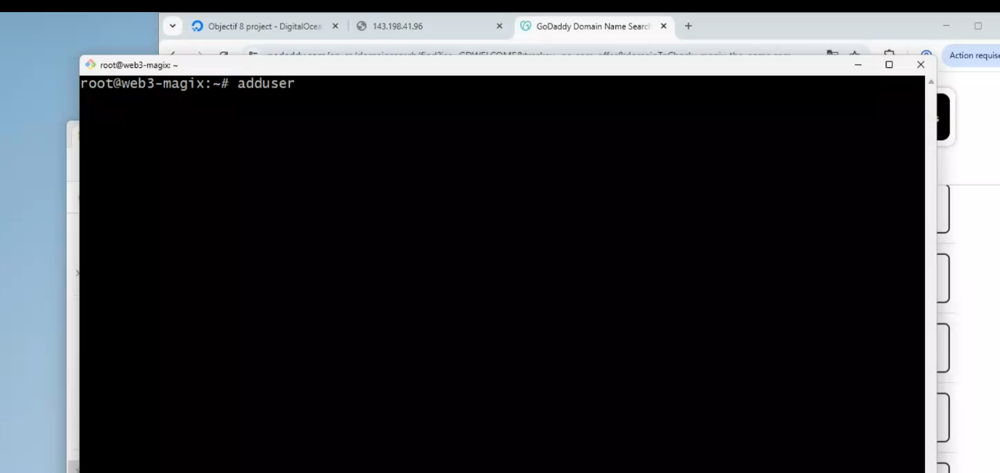 Objectif 8 project - DigitalOcea
143.198.41.96
GoDaddy Domain Name Search
Action requise
root@web3-magix: ~
root@web3-magix:~# adduser